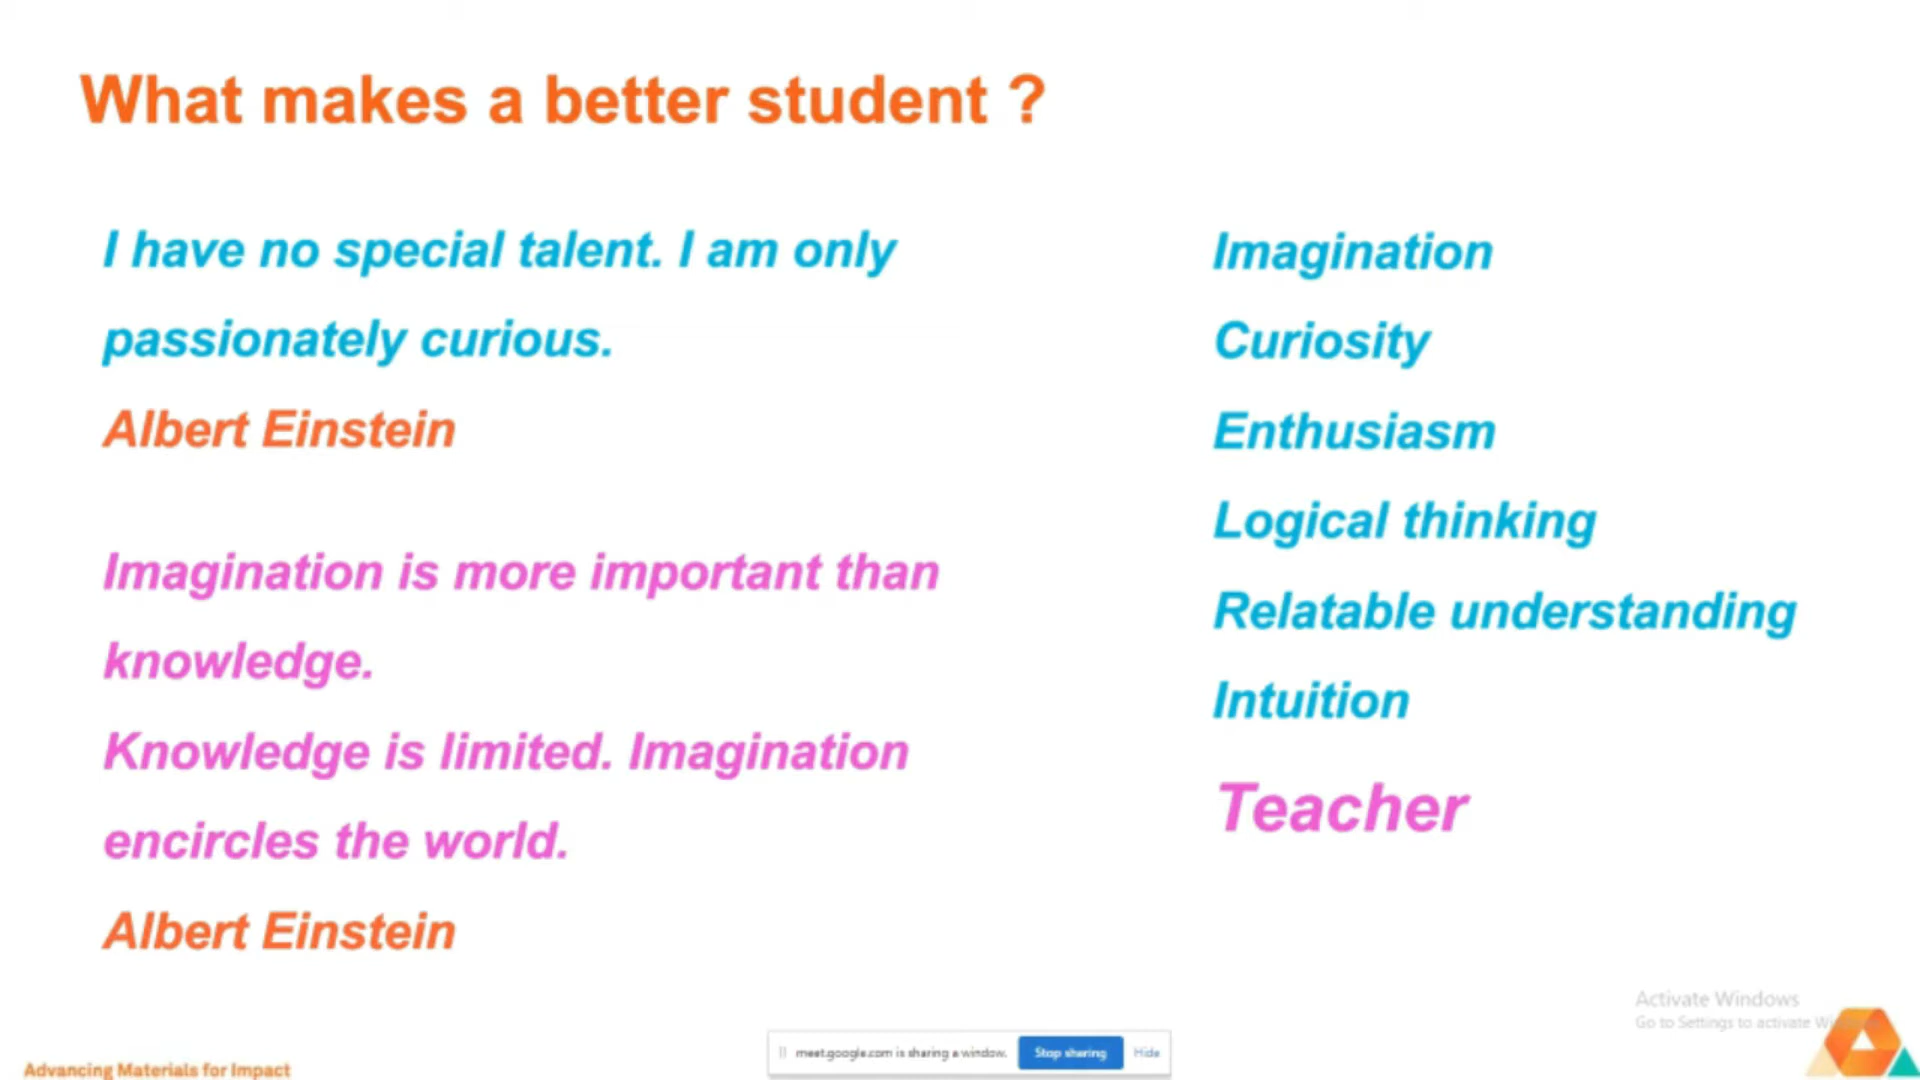 What makes a better student ?
I have no special talent. I am only
passionately curious.
Albert Einstein
Imagination is more important than
knowledge.
Knowledge is limited. Imagination
encircles the world.
Albert Einstein
Imagination
Curiosity
Enthusiasm
Logical thinking
Relatable understanding
Intuition
Teacher
Activate Windows
Go to Settings to activate
Advancing Materials for Impact
meet.google.com is sharing a window. Stop sharing Hide